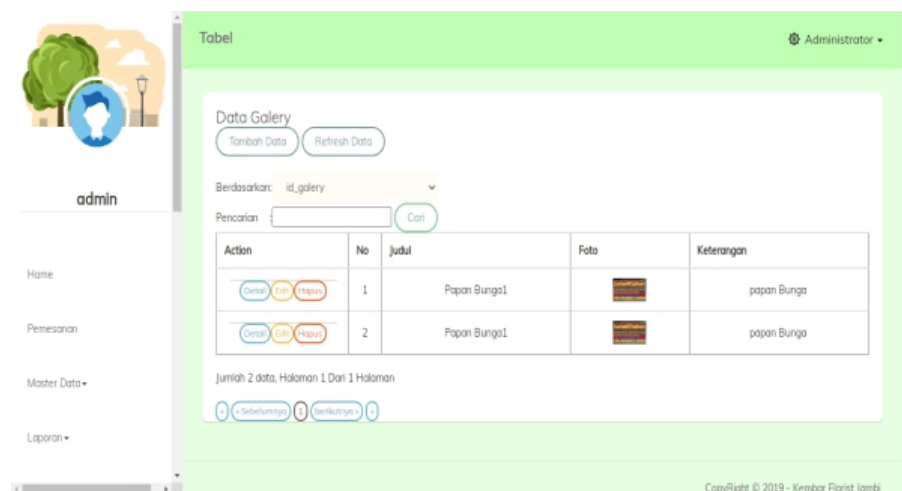 Tabel
Administrator
admin
Home
Pemesanan
Master Data
Laporan
Data Galery
Tambah Data Refresh Data
Berdasarkan: id_galery
Pencarian : Cari
Action No Judul Foto Keterangan
Detail Edit Hapus 1 Papan Bunga1 papan Bunga
Detail Edit Hapus 2 Papan Bunga1 papan Bunga
Jumlah 2 data, Halaman 1 Dari 1 Halaman
« « Sebelumnya 1 berikutnya » »
CopyRight © 2019 - Kembar Florist Jambi